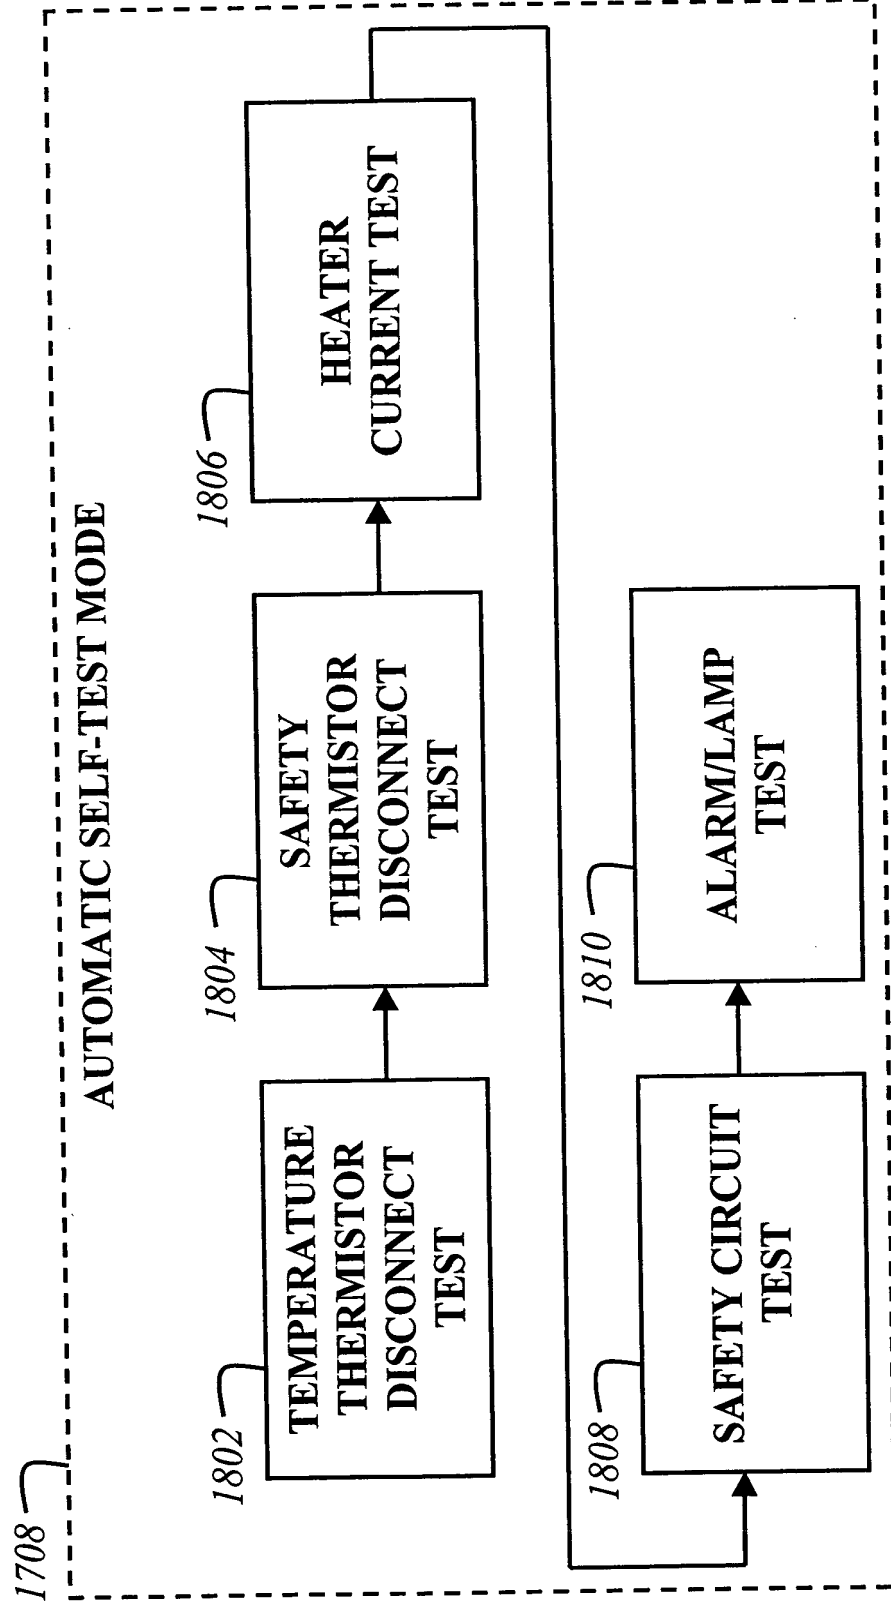 1708
AUTOMATIC SELF-TEST MODE
1802
TEMPERATURE
THERMISTOR
DISCONNECT
TEST
1804
SAFETY
THERMISTOR
DISCONNECT
TEST
1806
HEATER
CURRENT TEST
1808
SAFETY CIRCUIT
TEST
1810
ALARM/LAMP
TEST